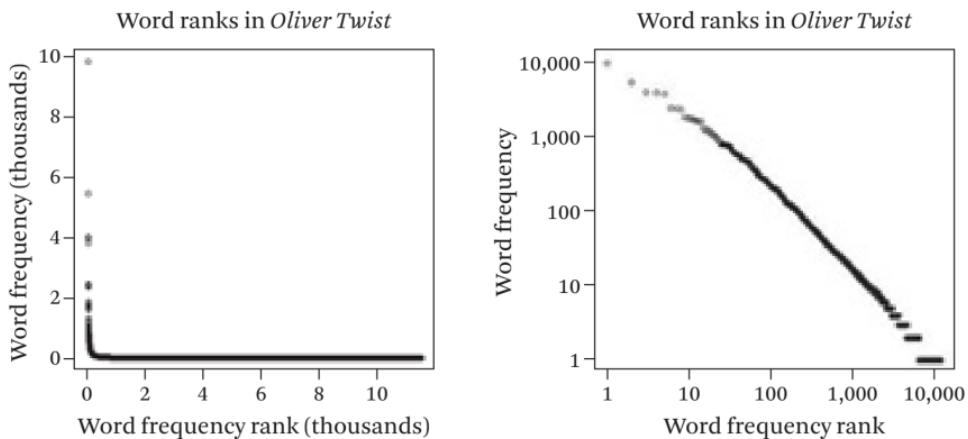 Word ranks in Oliver Twist
Word frequency (thousands)
10
8
6
4
2
0
0 2 4 6 8 10
Word frequency rank (thousands)
Word ranks in Oliver Twist
Word frequency
10,000
1,000
100
10
1
1 10 100 1,000 10,000
Word frequency rank